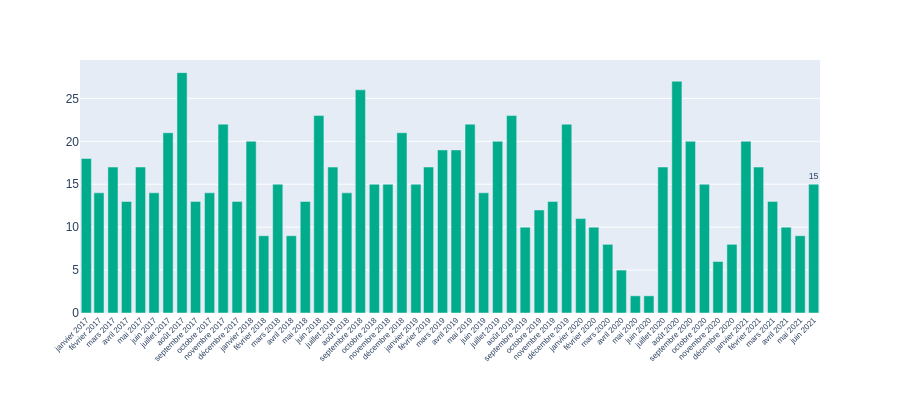 25
20
15
10
5
0
15
janvier 2017
février 2017
mars 2017
avril 2017
mai 2017
juin 2017
juillet 2017
août 2017
septembre 2017
octobre 2017
novembre 2017
décembre 2017
janvier 2018
février 2018
mars 2018
avril 2018
mai 2018
juin 2018
juillet 2018
août 2018
septembre 2018
octobre 2018
novembre 2018
décembre 2018
janvier 2019
février 2019
mars 2019
avril 2019
mai 2019
juin 2019
juillet 2019
août 2019
septembre 2019
octobre 2019
novembre 2019
décembre 2019
janvier 2020
février 2020
mars 2020
avril 2020
mai 2020
juin 2020
juillet 2020
août 2020
septembre 2020
octobre 2020
novembre 2020
décembre 2020
janvier 2021
février 2021
mars 2021
avril 2021
mai 2021
juin 2021